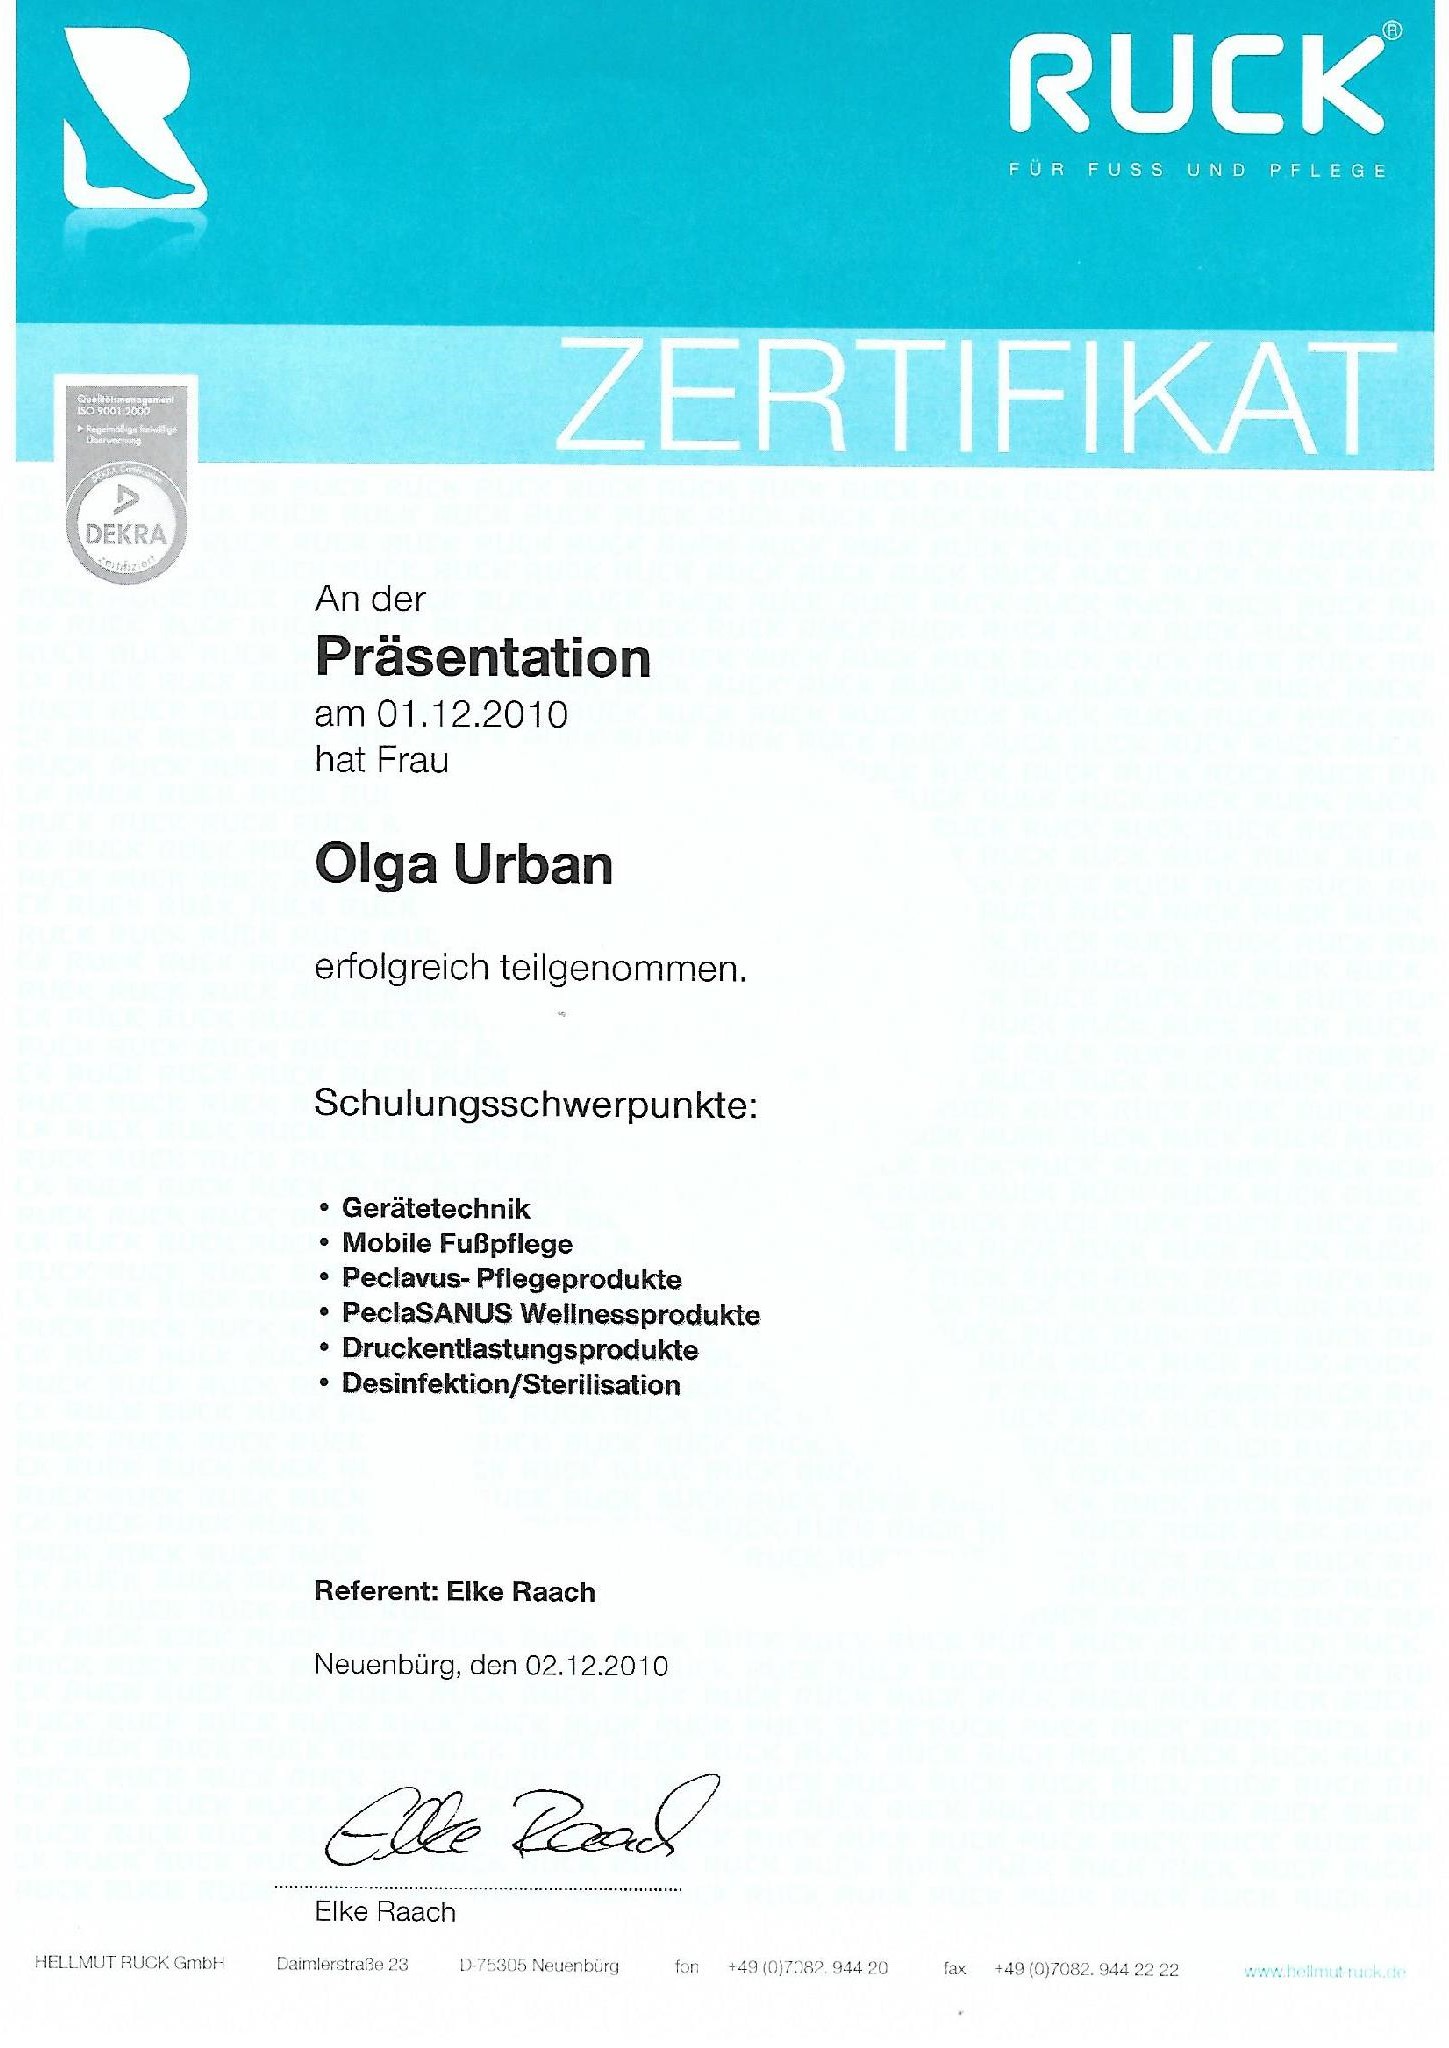 RUCK®
FÜR FUSS UND PFLEGE
ZERTIFIKAT
Qualitätsmanagement
ISO 9001:2000
Regelmäßige freiwillige
Überwachung
DEKRA
zertifiziert
An der
Präsentation
am 01.12.2010
hat Frau
Olga Urban
erfolgreich teilgenommen.
Schulungsschwerpunkte:
• Gerätetechnik
• Mobile Fußpflege
• Peclavus- Pflegeprodukte
• PeclaSANUS Wellnessprodukte
• Druckentlastungsprodukte
• Desinfektion/Sterilisation
Referent: Elke Raach
Neuenbürg, den 02.12.2010
Elke Raach
Elke Raach
HELLMUT RUCK GmbH Daimlerstraße 23 D-75305 Neuenbürg fon +49 (0)7082. 944 20 fax +49 (0)7082. 944 22 22 www.hellmut-ruck.de